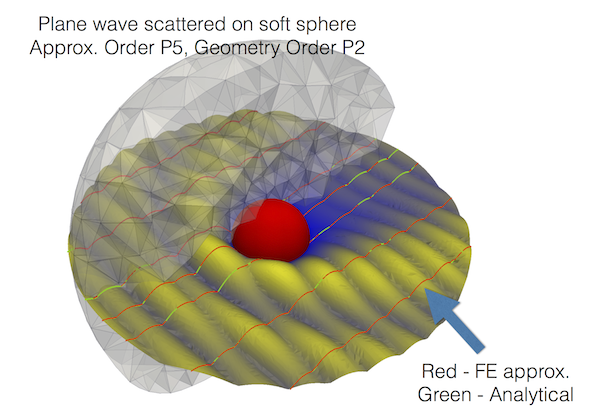 Plane wave scattered on soft sphere
Approx. Order P5, Geometry Order P2
Red - FE approx.
Green - Analytical